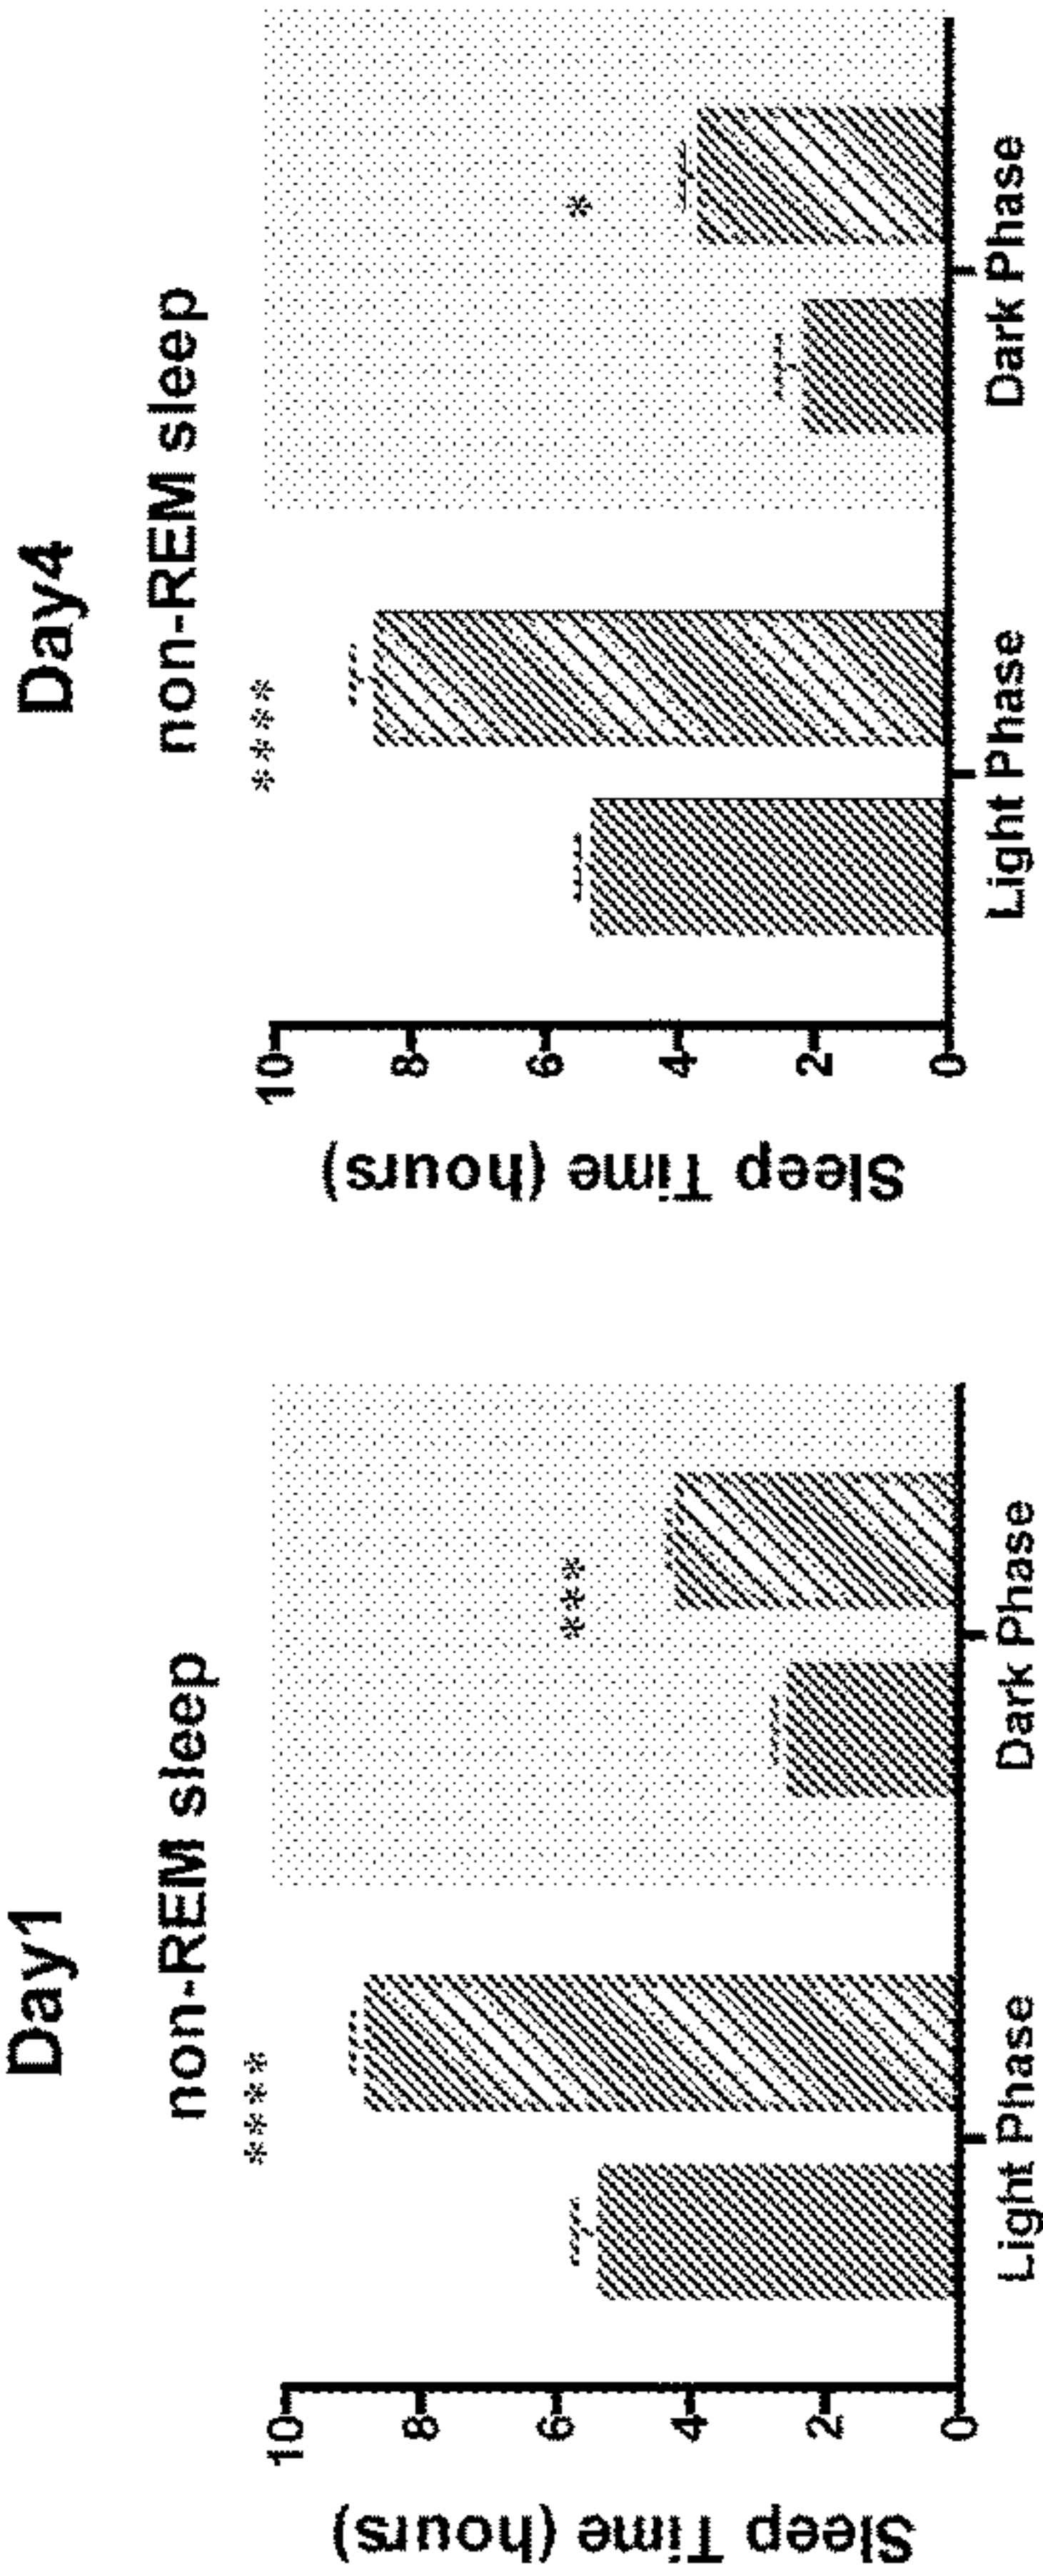 Day1
non-REM sleep
****
***
10
8
6
4
2
0
Sleep Time (hours)
Light Phase
Dark Phase
Day4
non-REM sleep
****
*
10
8
6
4
2
0
Sleep Time (hours)
Light Phase
Dark Phase